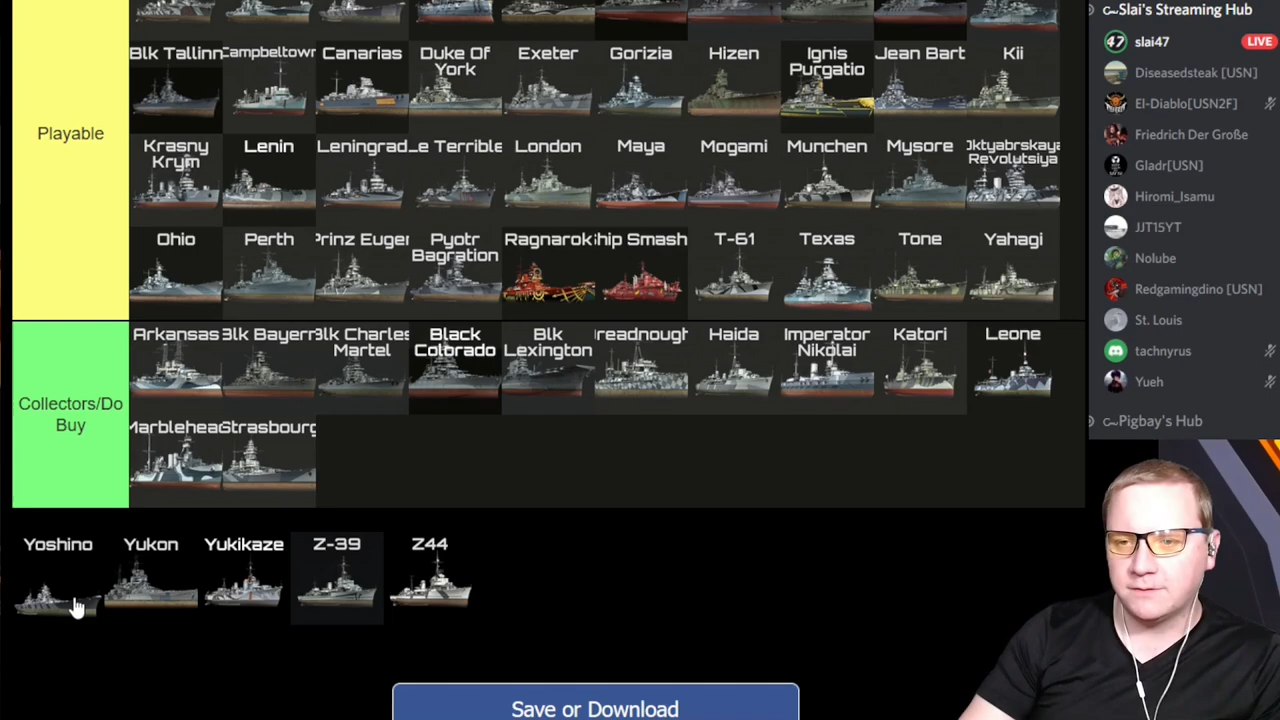 Playable
Blk Tallinn
Campbeltown
Canarias
Duke Of
York
Exeter
Gorizia
Hizen
Ignis
Purgatio
Jean Bart
Kii
Krasny
Krym
Lenin
Leningrad
Le Terrible
London
Maya
Mogami
Munchen
Mysore
Oktyabrskaya
Revolutsiya
Ohio
Perth
Prinz Eugen
Pyotr
Bagration
Ragnarok
Ship Smash
T-61
Texas
Tone
Yahagi
Collectors/Do
Buy
Arkansas
Blk Bayern
Blk Charles
Martel
Black
Colorado
Blk
Lexington
Dreadnought
Haida
Imperator
Nikolai
Katori
Leone
Marblehead
Strasbourg
Yoshino
Yukon
Yukikaze
Z-39
Z44
Save or Download
Slai's Streaming Hub
47
slai47
LIVE
Diseasedsteak [USN]
El-Diablo[USN2F]
Friedrich Der Große
Gladr[USN]
Hiromi_Isamu
JJT15YT
Nolube
Redgamingdino [USN]
St. Louis
tachnyrus
Yueh
Pigbay's Hub